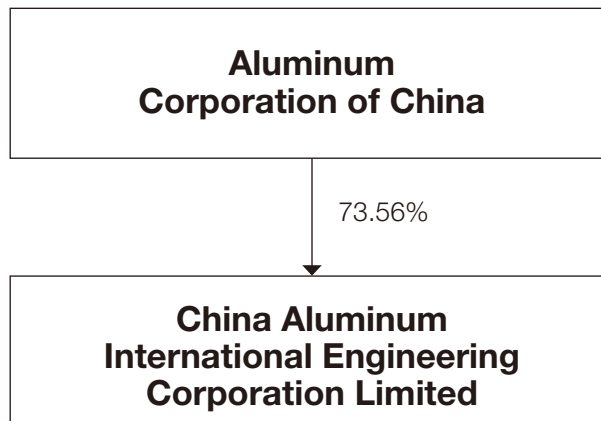 Aluminum
Corporation of China
73.56%
China Aluminum
International Engineering
Corporation Limited